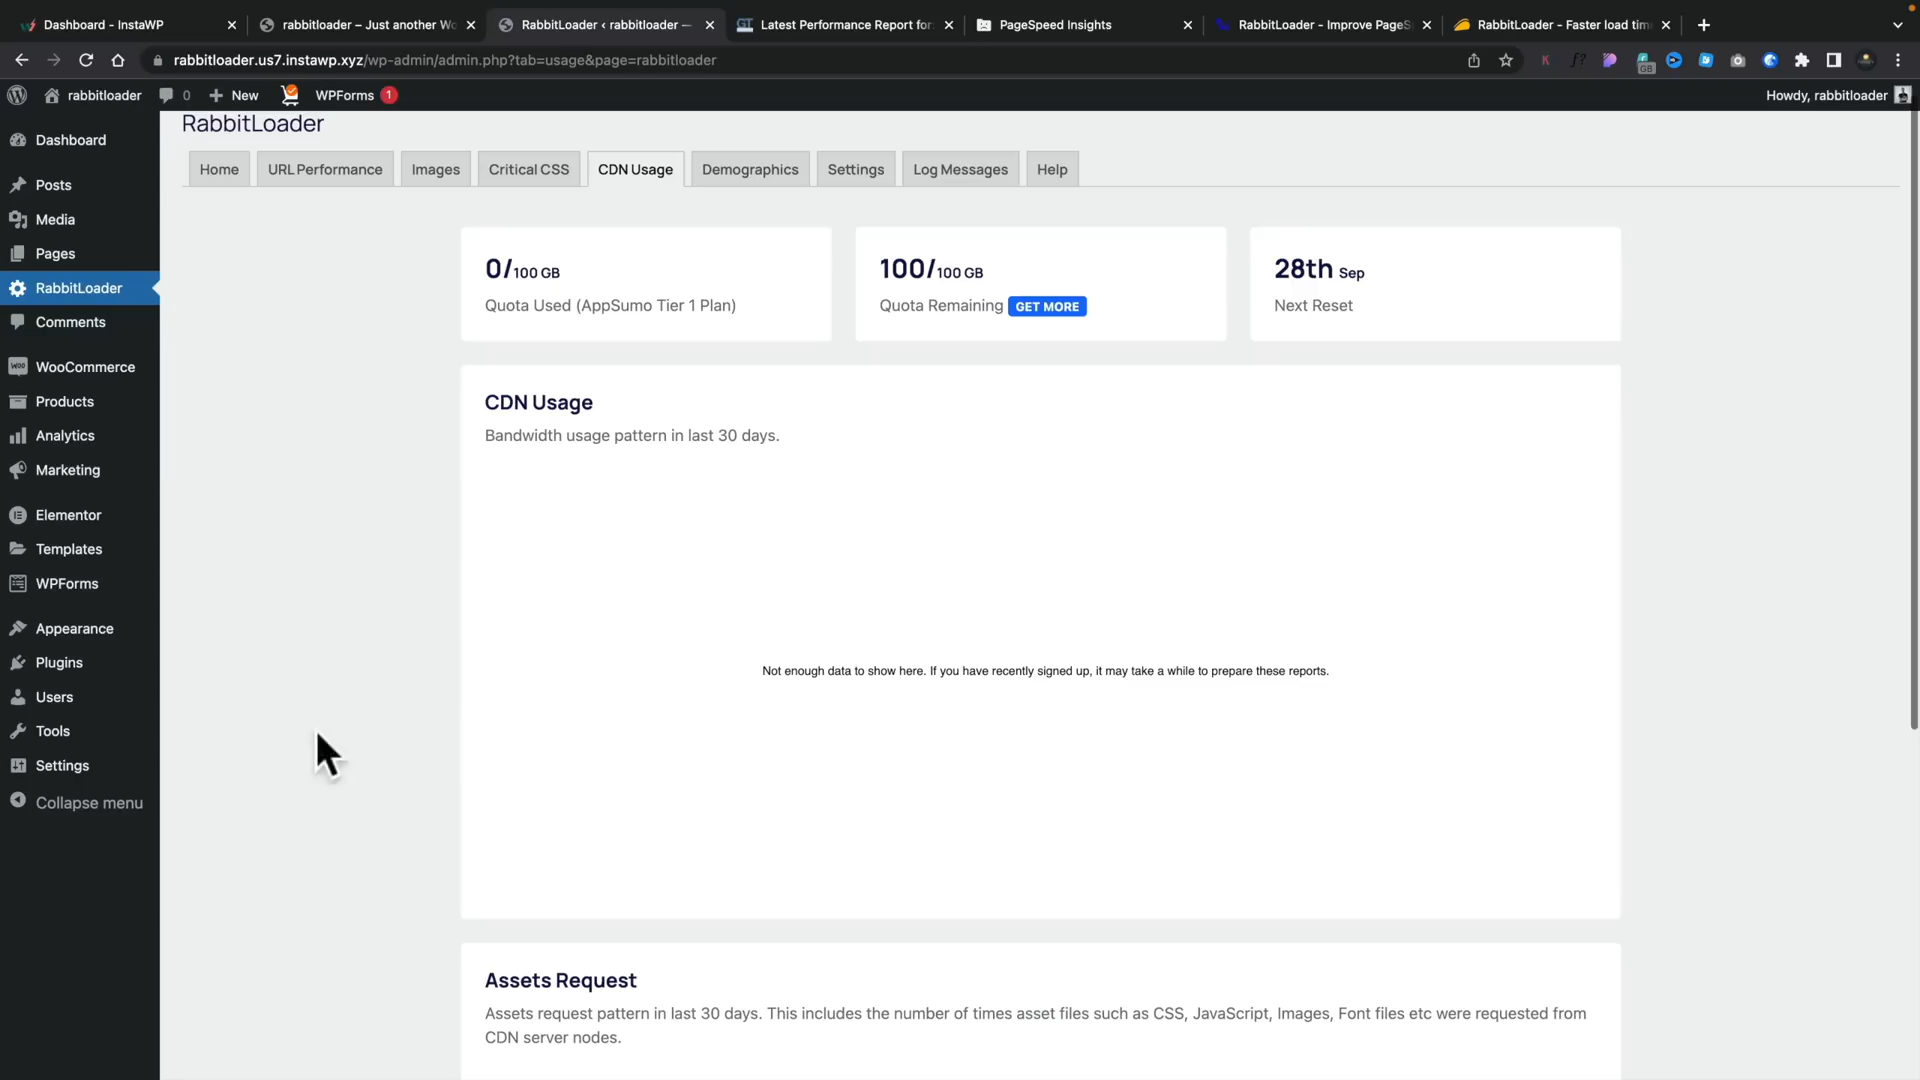 Dashboard - InstaWP
rabbitloader – Just another Wo
RabbitLoader ‹ rabbitloader —
Latest Performance Report for:
PageSpeed Insights
RabbitLoader - Improve PageS
RabbitLoader - Faster load tim
rabbitloader.us7.instawp.xyz/wp-admin/admin.php?tab=usage&page=rabbitloader
rabbitloader
0
New
WPForms 1
Howdy, rabbitloader
Dashboard
Posts
Media
Pages
RabbitLoader
Comments
WooCommerce
Products
Analytics
Marketing
Elementor
Templates
WPForms
Appearance
Plugins
Users
Tools
Settings
Collapse menu
RabbitLoader
Home
URL Performance
Images
Critical CSS
CDN Usage
Demographics
Settings
Log Messages
Help
0/100 GB
Quota Used (AppSumo Tier 1 Plan)
100/100 GB
Quota Remaining GET MORE
28th Sep
Next Reset
CDN Usage
Bandwidth usage pattern in last 30 days.
Not enough data to show here. If you have recently signed up, it may take a while to prepare these reports.
Assets Request
Assets request pattern in last 30 days. This includes the number of times asset files such as CSS, JavaScript, Images, Font files etc were requested from
CDN server nodes.